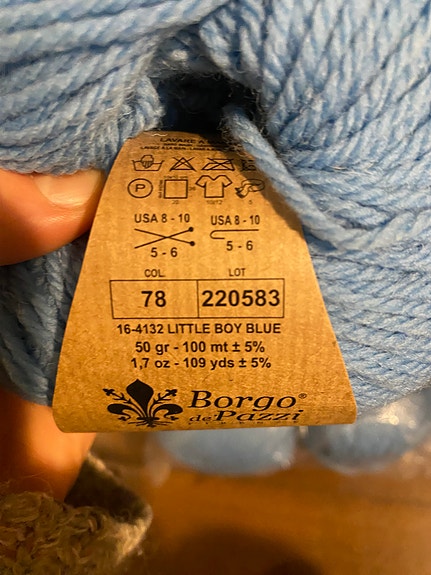 LAVARE A
P
USA 8 - 10
5 - 6
USA 8 - 10
5 - 6
COL. LOT
78 220583
16-4132 LITTLE BOY BLUE
50 gr - 100 mt ± 5%
1,7 oz - 109 yds ± 5%
Borgo®
de Pazzi